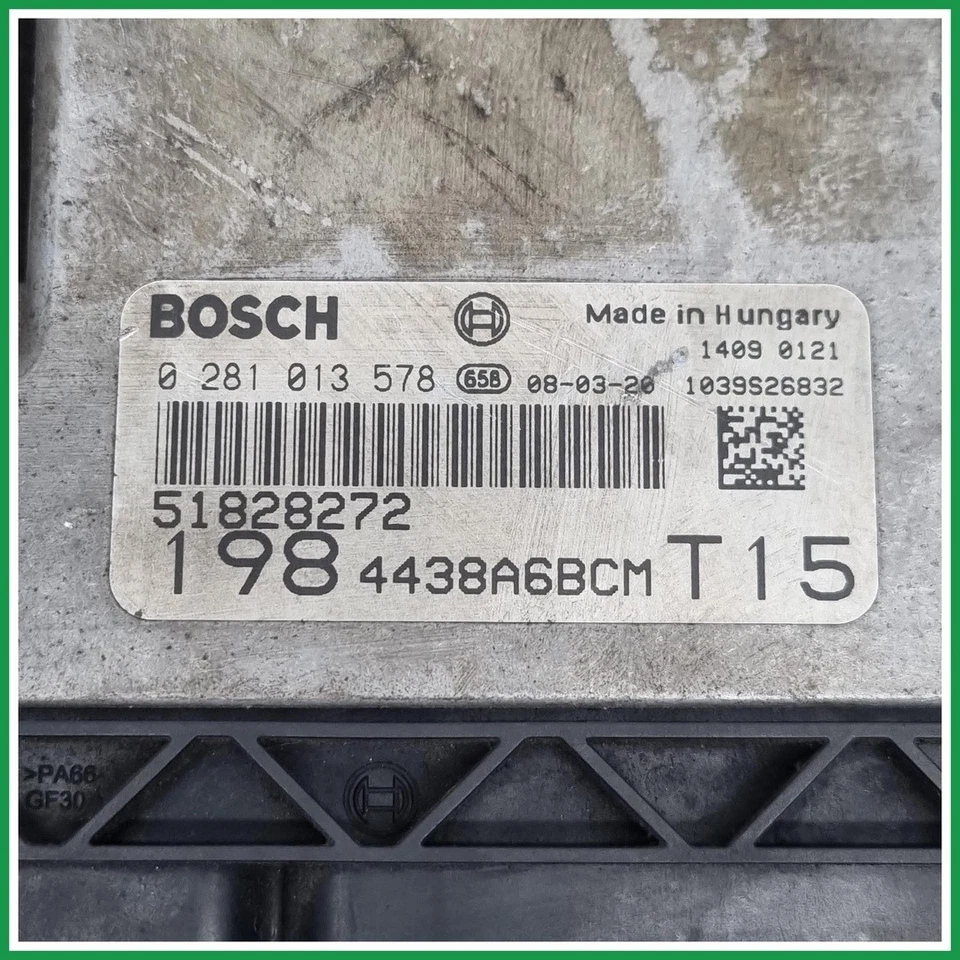 BOSCH Made in Hungary
1409 0121
0 281 013 578 65B 08-03-20 1039S26832
51828272
198 4438A6BCM T15
>PA66-
GF30